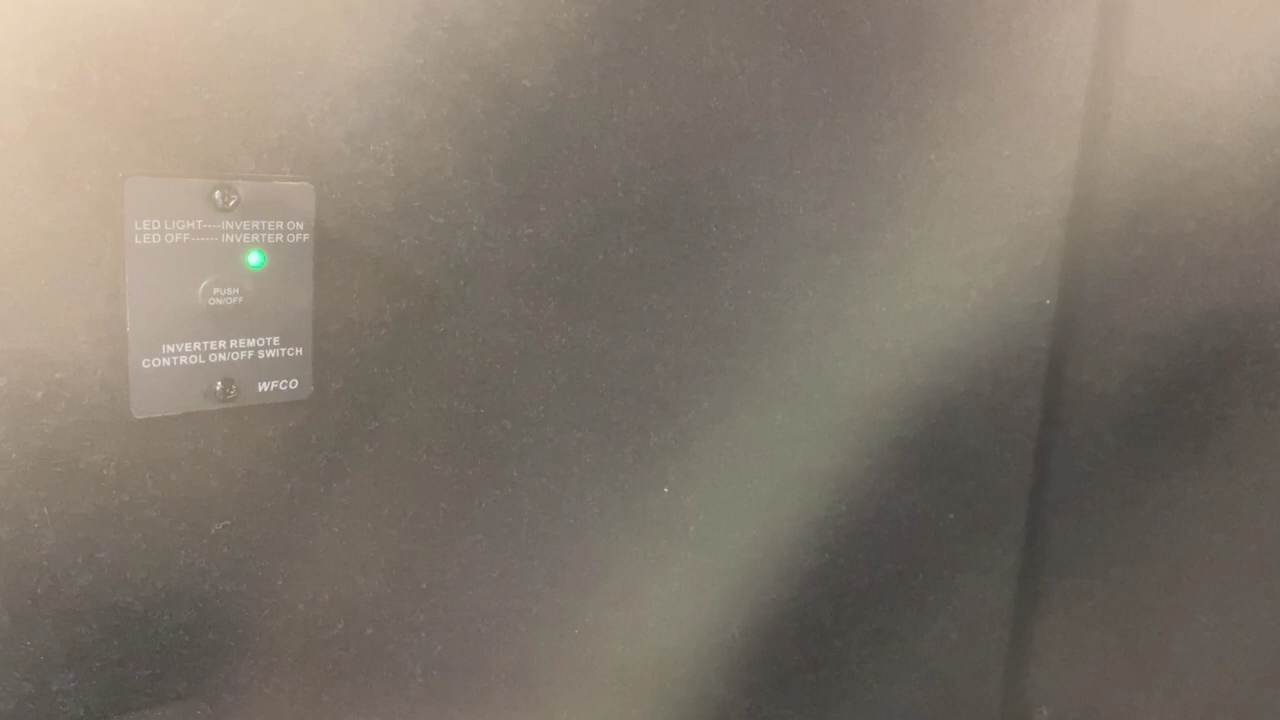 LED LIGHT----INVERTER ON
LED OFF------ INVERTER OFF
PUSH
ON/OFF
INVERTER REMOTE
CONTROL ON/OFF SWITCH
WFCO